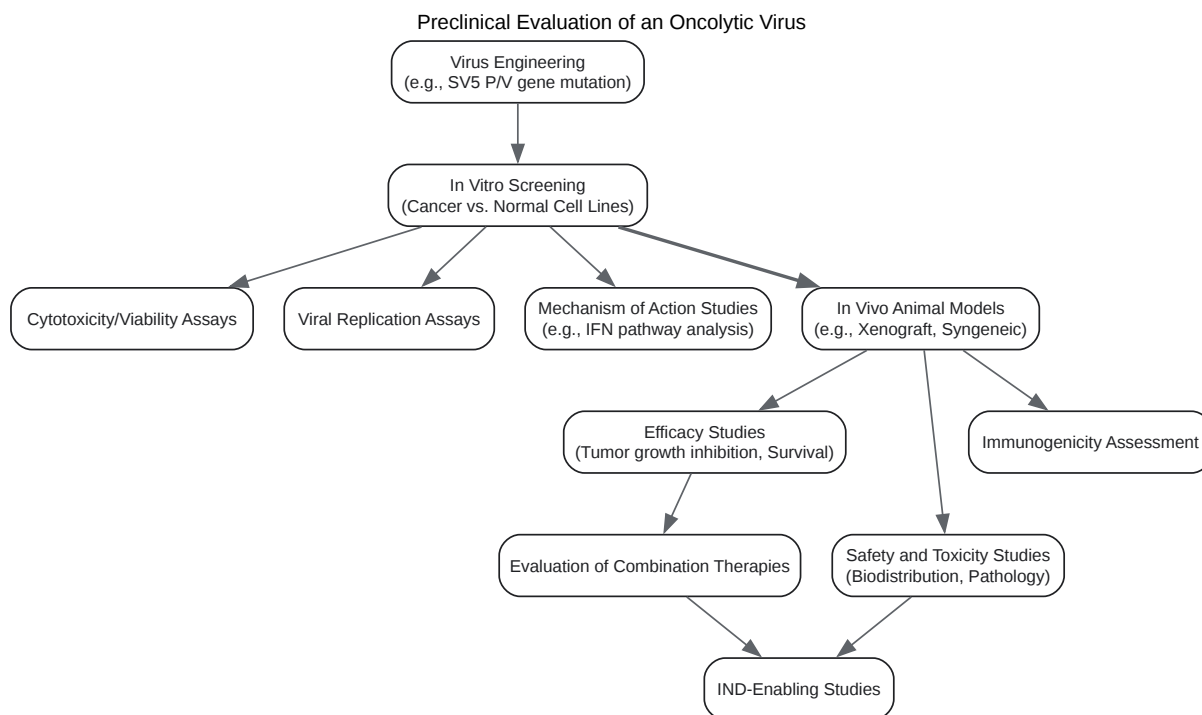 Preclinical Evaluation of an Oncolytic Virus
Virus Engineering
(e.g., SV5 P/V gene mutation)
In Vitro Screening
(Cancer vs. Normal Cell Lines)
Cytotoxicity/Viability Assays
Viral Replication Assays
Mechanism of Action Studies
(e.g., IFN pathway analysis)
In Vivo Animal Models
(e.g., Xenograft, Syngeneic)
Efficacy Studies
(Tumor growth inhibition, Survival)
Immunogenicity Assessment
Evaluation of Combination Therapies
Safety and Toxicity Studies
(Biodistribution, Pathology)
IND-Enabling Studies